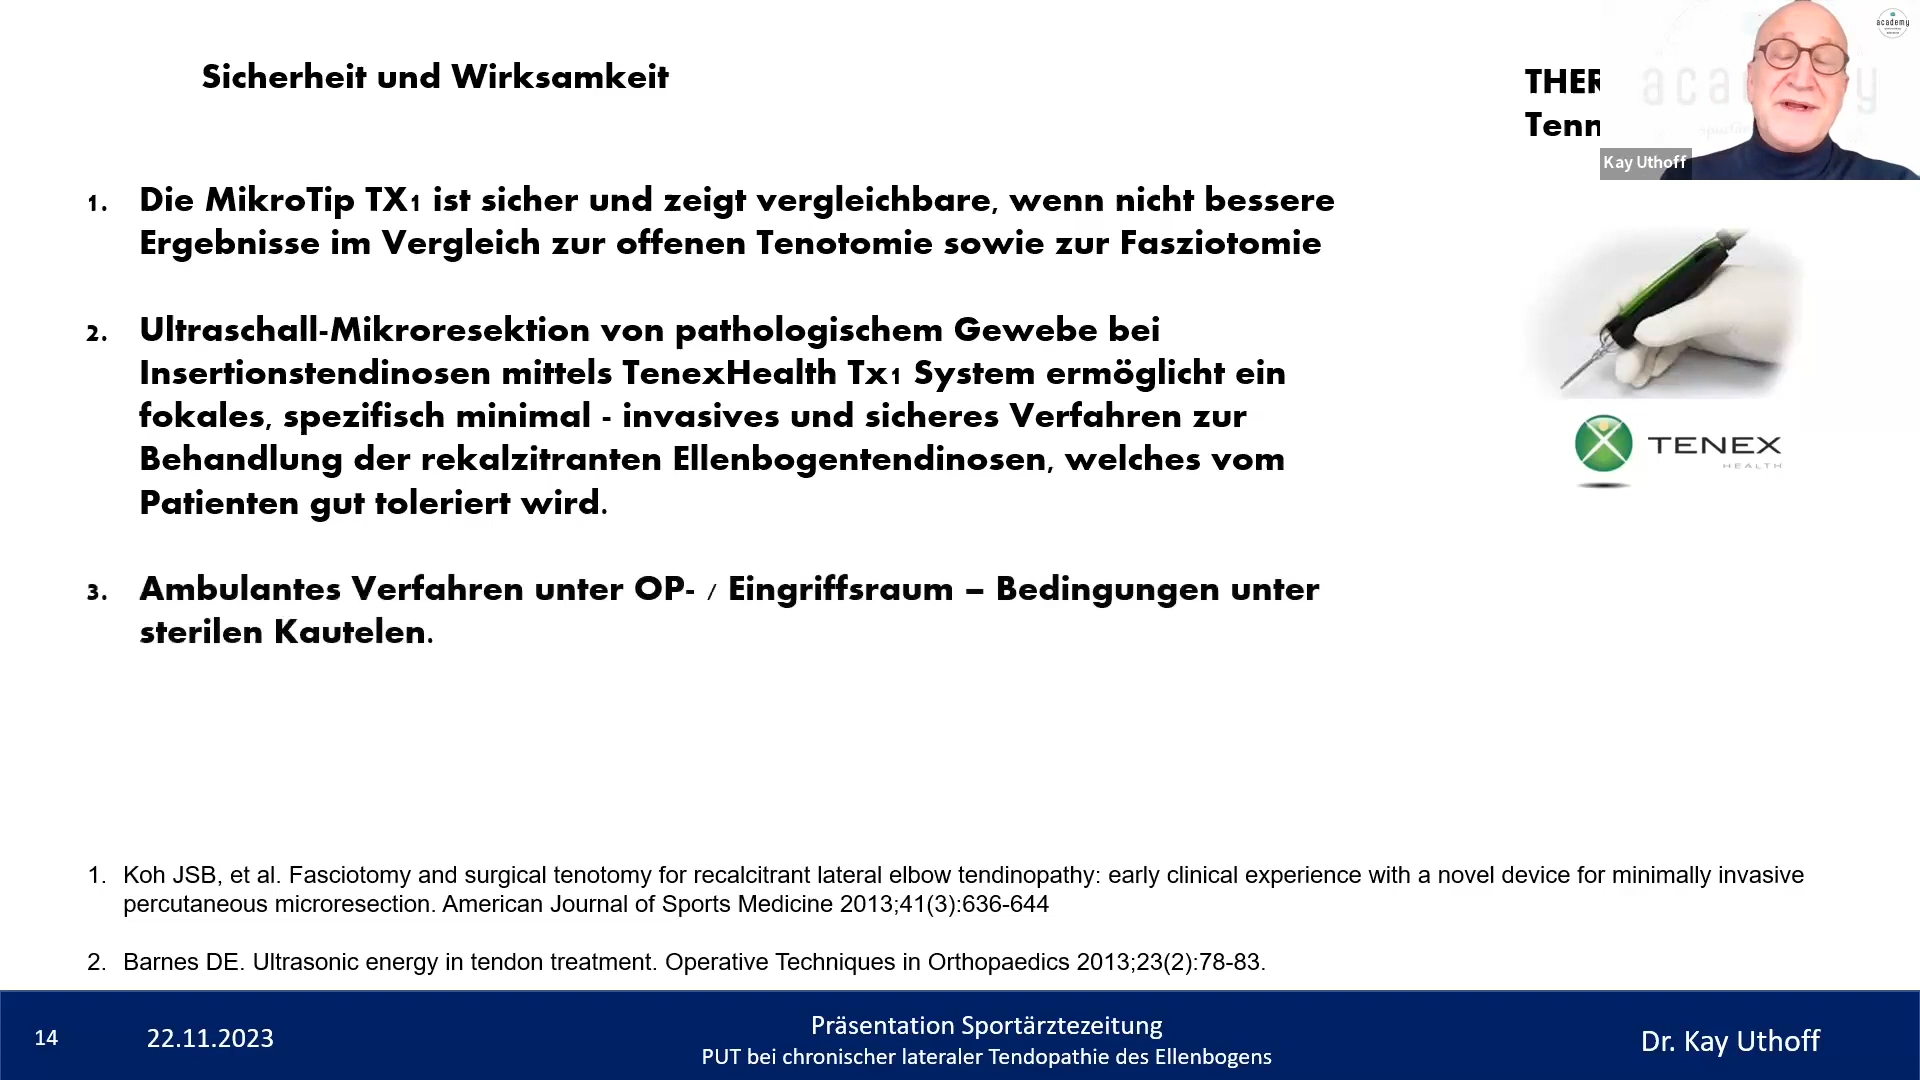 Sicherheit und Wirksamkeit
THER
Tenn
academy
Kay Uthoff
1. Die MikroTip TX1 ist sicher und zeigt vergleichbare, wenn nicht bessere
Ergebnisse im Vergleich zur offenen Tenotomie sowie zur Fasziotomie
2. Ultraschall-Mikroresektion von pathologischem Gewebe bei
Insertionstendinosen mittels TenexHealth Tx1 System ermöglicht ein
fokales, spezifisch minimal - invasives und sicheres Verfahren zur
Behandlung der rekalzitranten Ellenbogentendinosen, welches vom
Patienten gut toleriert wird.
3. Ambulantes Verfahren unter OP- / Eingriffsraum – Bedingungen unter
sterilen Kautelen.
TENEX
HEALTH
1. Koh JSB, et al. Fasciotomy and surgical tenotomy for recalcitrant lateral elbow tendinopathy: early clinical experience with a novel device for minimally invasive
percutaneous microresection. American Journal of Sports Medicine 2013;41(3):636-644
2. Barnes DE. Ultrasonic energy in tendon treatment. Operative Techniques in Orthopaedics 2013;23(2):78-83.
14
22.11.2023
Präsentation Sportärztezeitung
PUT bei chronischer lateraler Tendopathie des Ellenbogens
Dr. Kay Uthoff